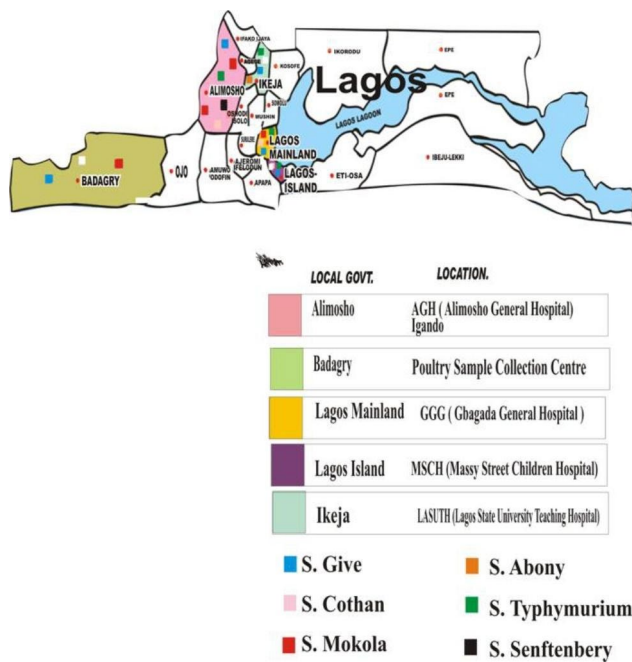 IFAKO IJAIYE
AGEGE
IKEJA
KOSOFE
IKORODU
EPE
Lagos
ALIMOSHO
OSHODI
ISOLO
MUSHIN
SOMOLU
EPE
LAGOS LAGOON
SURULERE
LAGOS
MAINLAND
BADAGRY
OJO
AMUWO
ODOFIN
AJEROMI
IFELODUN
APAPA
LAGOS-
ISLAND
ETI-OSA
IBEJU-LEKKI
LOCAL GOVT. LOCATION.
Alimosho AGH ( Alimosho General Hospital)
Igando
Badagry Poultry Sample Collection Centre
Lagos Mainland GGG ( Gbagada General Hospital )
Lagos Island MSCH (Massy Street Children Hospital)
Ikeja LASUTH (Lagos State University Teaching Hospital)
S. Give S. Abony
S. Cothan S. Typhymurium
S. Mokola S. Senftenbery